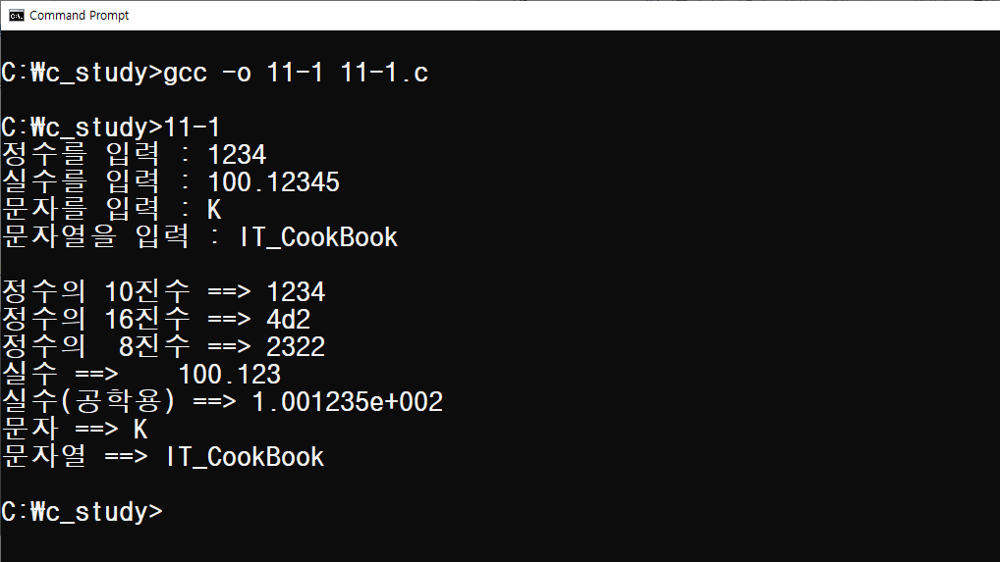 Command Prompt
C:₩c_study>gcc -o 11-1 11-1.c
C:₩c_study>11-1
정수를 입력 : 1234
실수를 입력 : 100.12345
문자를 입력 : K
문자열을 입력 : IT_CookBook
정수의 10진수 ==> 1234
정수의 16진수 ==> 4d2
정수의  8진수 ==> 2322
실수 ==>    100.123
실수(공학용) ==> 1.001235e+002
문자 ==> K
문자열 ==> IT_CookBook
C:₩c_study>